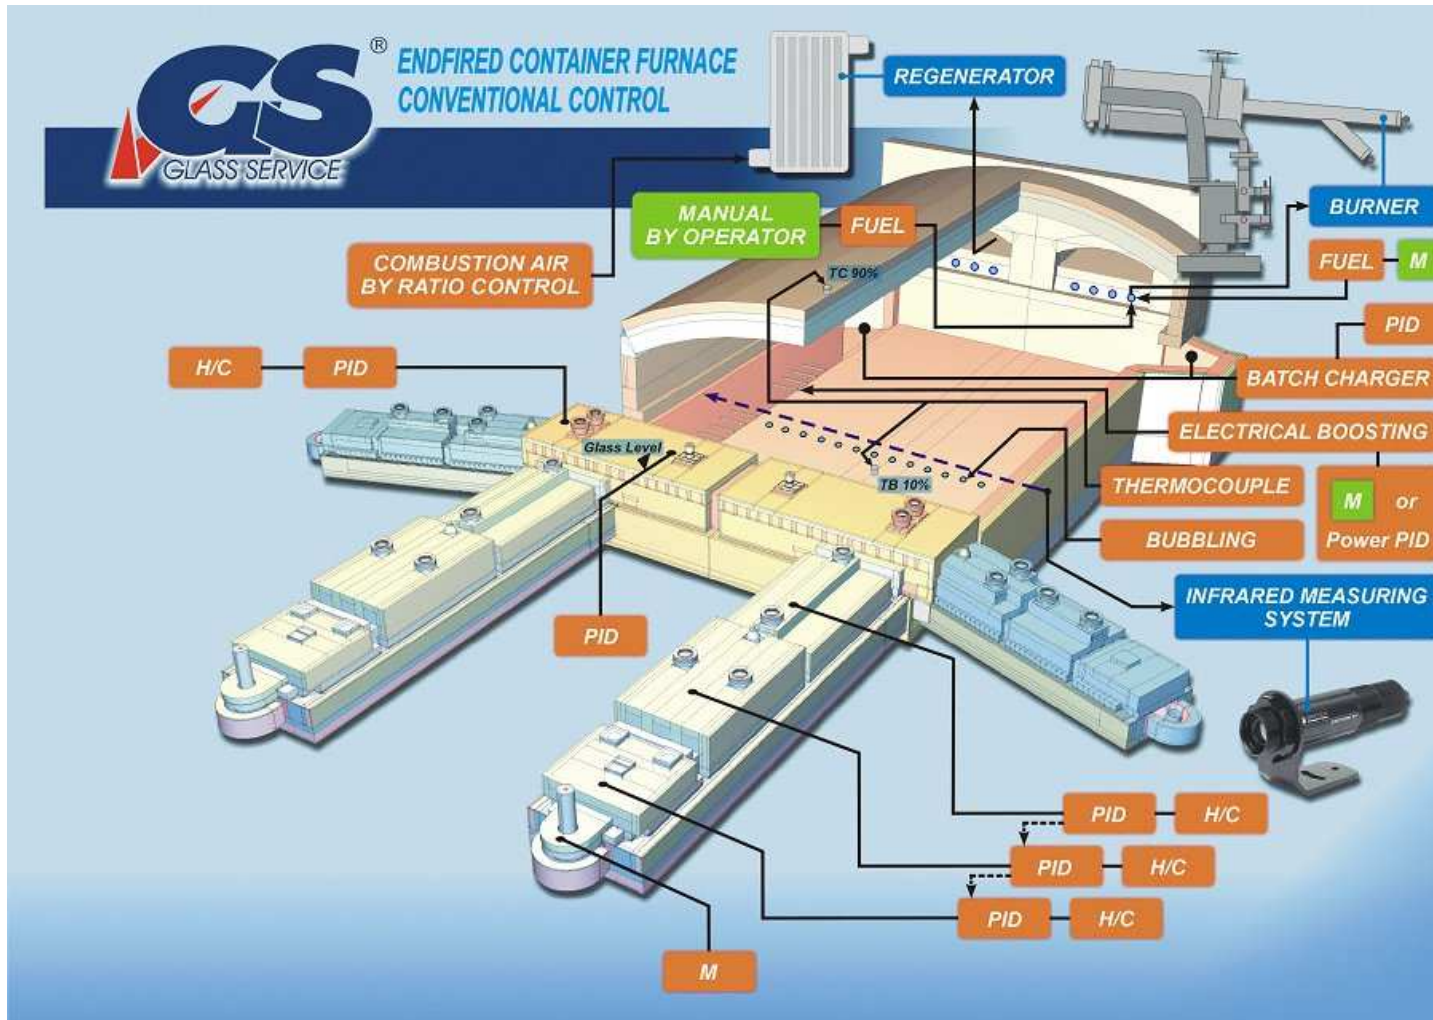 GS®
GLASS SERVICE
ENDFIRED CONTAINER FURNACE
CONVENTIONAL CONTROL
REGENERATOR
BURNER
MANUAL
BY OPERATOR
FUEL
COMBUSTION AIR
BY RATIO CONTROL
FUEL
M
TC 90%
PID
H/C
PID
BATCH CHARGER
ELECTRICAL BOOSTING
Glass Level
TB 10%
THERMOCOUPLE
M or
Power PID
BUBBLING
INFRARED MEASURING
SYSTEM
PID
PID
H/C
PID
H/C
PID
H/C
M